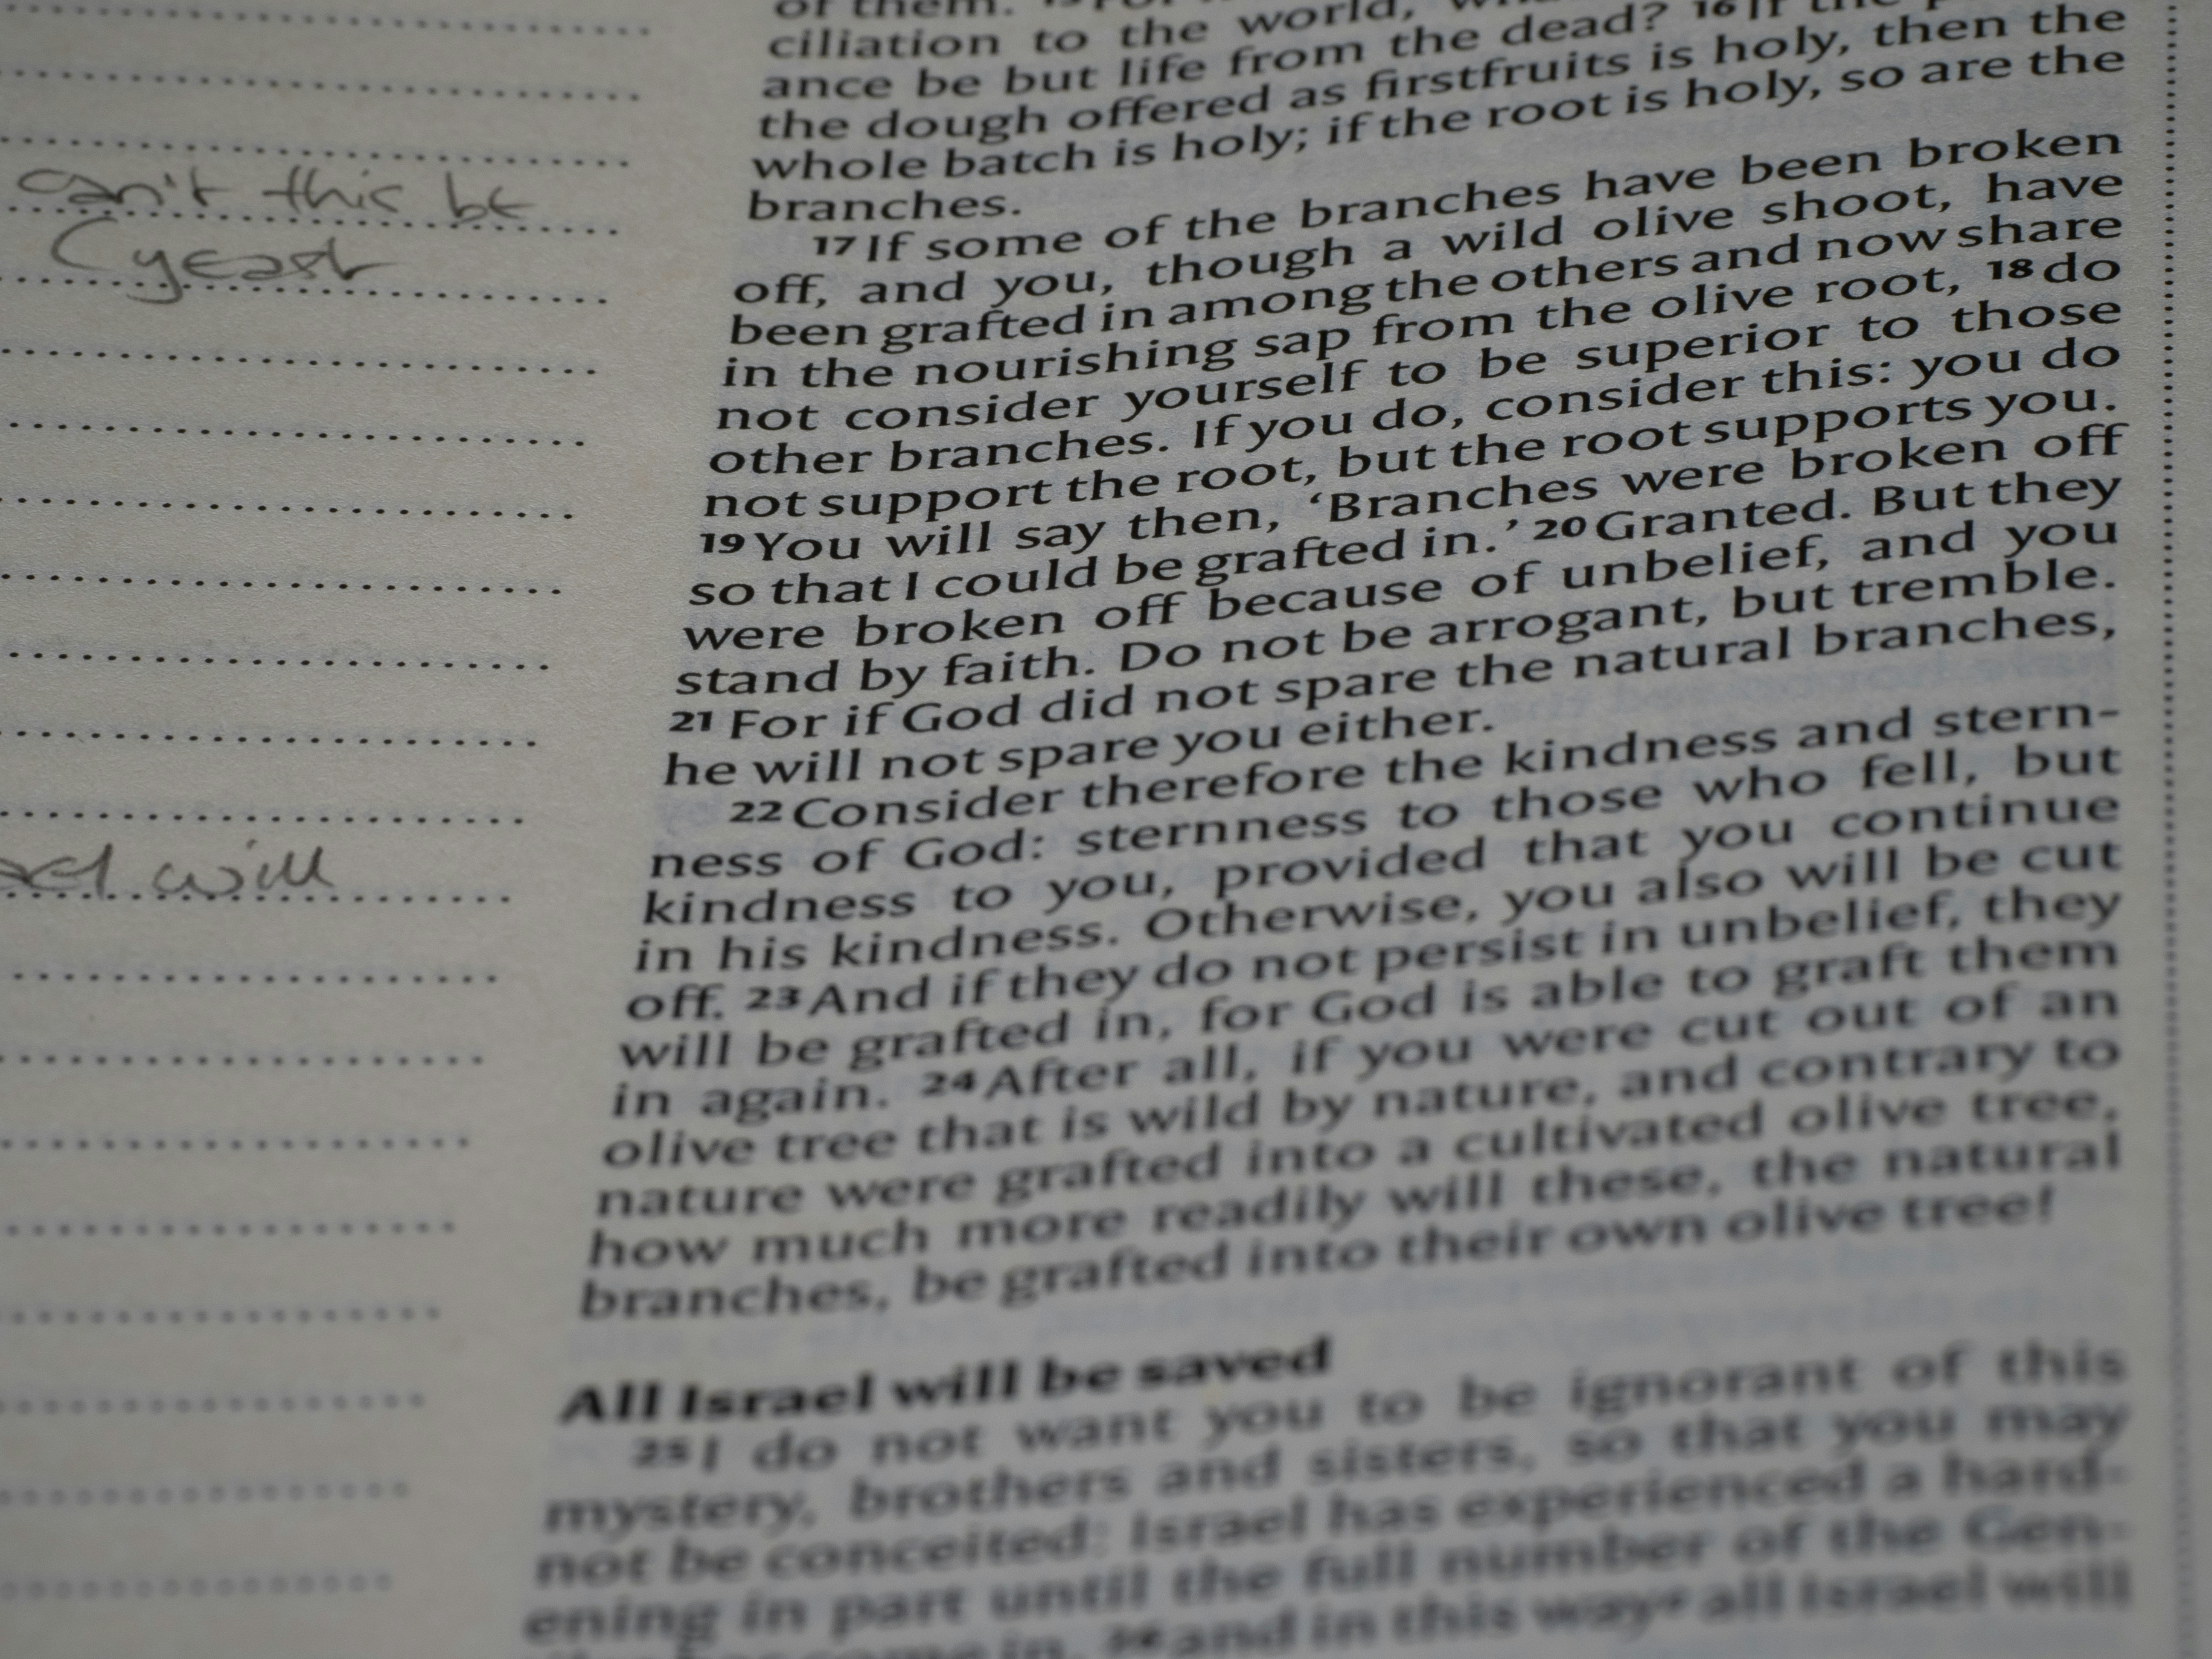 can't this be
(yeast
will
of them.
ciliation to the world,
ance be but life from the dead? 16 If the
the dough offered as firstfruits is holy, then the
whole batch is holy; if the root is holy, so are the
branches.
17 If some of the branches have been broken
off, and you, though a wild olive shoot, have
been grafted in among the others and now share
in the nourishing sap from the olive root, 18 do
not consider yourself to be superior to those
other branches. If you do, consider this: you do
not support the root, but the root supports you.
19 You will say then, ‘Branches were broken off
so that I could be grafted in.’ 20 Granted. But they
were broken off because of unbelief, and you
stand by faith. Do not be arrogant, but tremble.
21 For if God did not spare the natural branches,
he will not spare you either.
22 Consider therefore the kindness and stern-
ness of God: sternness to those who fell, but
kindness to you, provided that you continue
in his kindness. Otherwise, you also will be cut
off. 23 And if they do not persist in unbelief, they
will be grafted in, for God is able to graft them
in again. 24 After all, if you were cut out of an
olive tree that is wild by nature, and contrary to
nature were grafted into a cultivated olive tree,
how much more readily will these, the natural
branches, be grafted into their own olive tree!
All Israel will be saved
25 I do not want you to be ignorant of this
mystery, brothers and sisters, so that you may
not be conceited: Israel has experienced a hard-
ening in part until the full number of the Gen-
in, 26 and in this way all Israel will